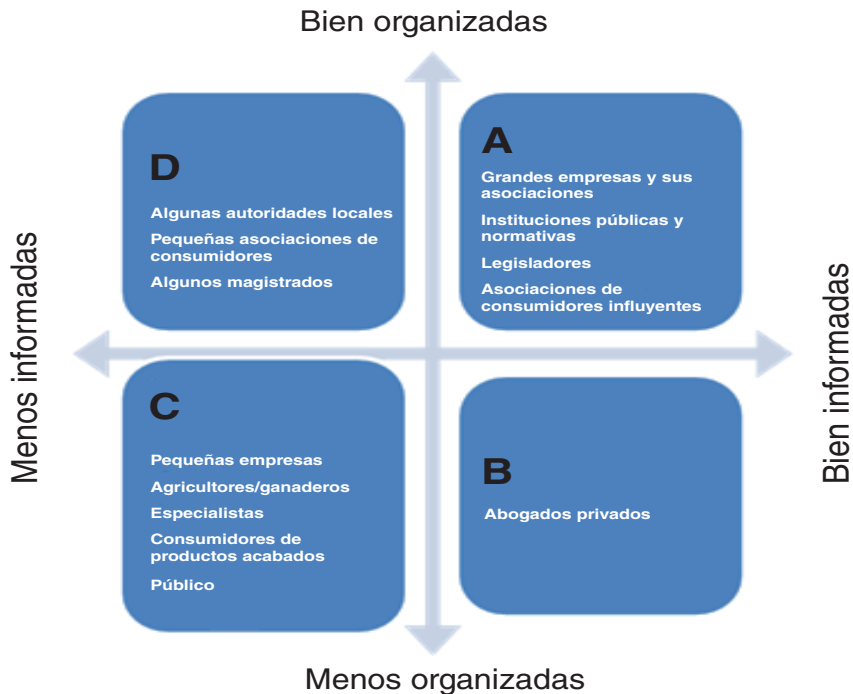 Bien organizadas
D
Algunas autoridades locales
Pequeñas asociaciones de
consumidores
Algunos magistrados
A
Grandes empresas y sus
asociaciones
Instituciones públicas y
normativas
Legisladores
Asociaciones de
consumidores influyentes
Menos informadas
Bien informadas
C
Pequeñas empresas
Agricultores/ganaderos
Especialistas
Consumidores de
productos acabados
Público
B
Abogados privados
Menos organizadas